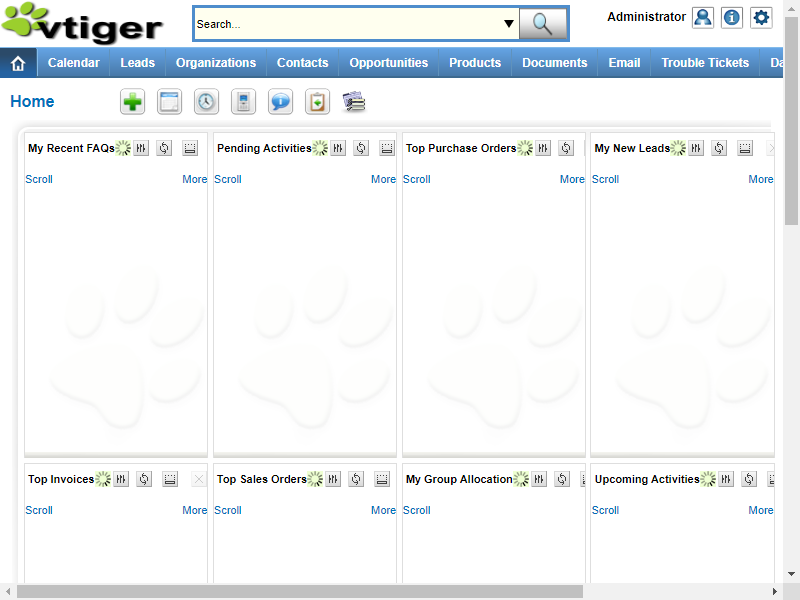 vtiger
Search...
Administrator
Calendar Leads Organizations Contacts Opportunities Products Documents Email Trouble Tickets Da
Home
My Recent FAQs Pending Activities Top Purchase Orders My New Leads
Scroll More Scroll More Scroll More Scroll More
Top Invoices Top Sales Orders My Group Allocation Upcoming Activities
Scroll More Scroll More Scroll More Scroll More